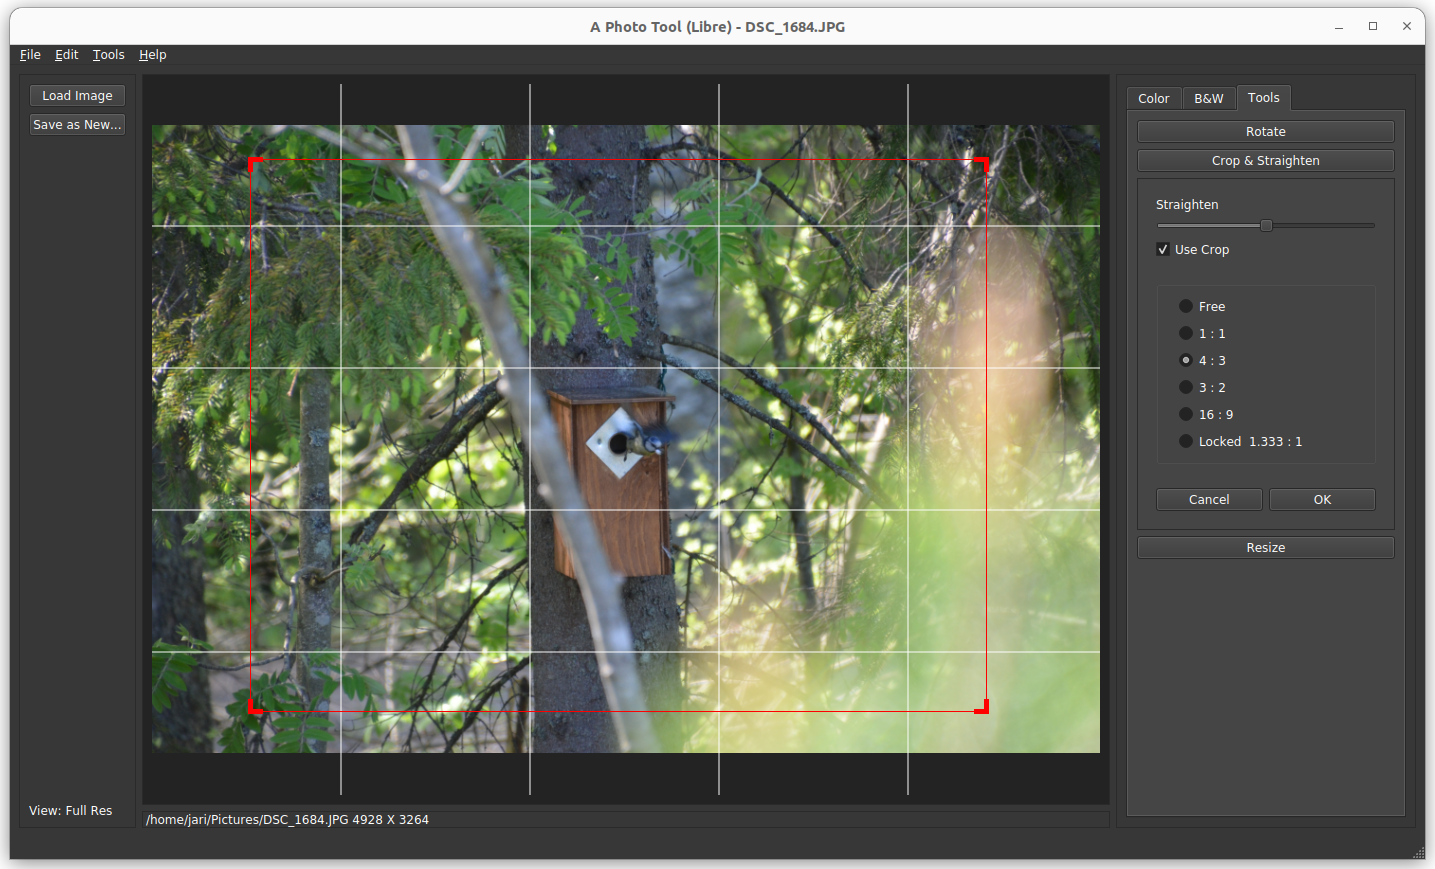 A Photo Tool (Libre) - DSC_1684.JPG
File Edit Tools Help
Load Image
Save as New...
View: Full Res
/home/jari/Pictures/DSC_1684.JPG 4928 X 3264
Color B&W Tools
Rotate
Crop & Straighten
Straighten
Use Crop
Free
1 : 1
4 : 3
3 : 2
16 : 9
Locked 1.333 : 1
Cancel OK
Resize